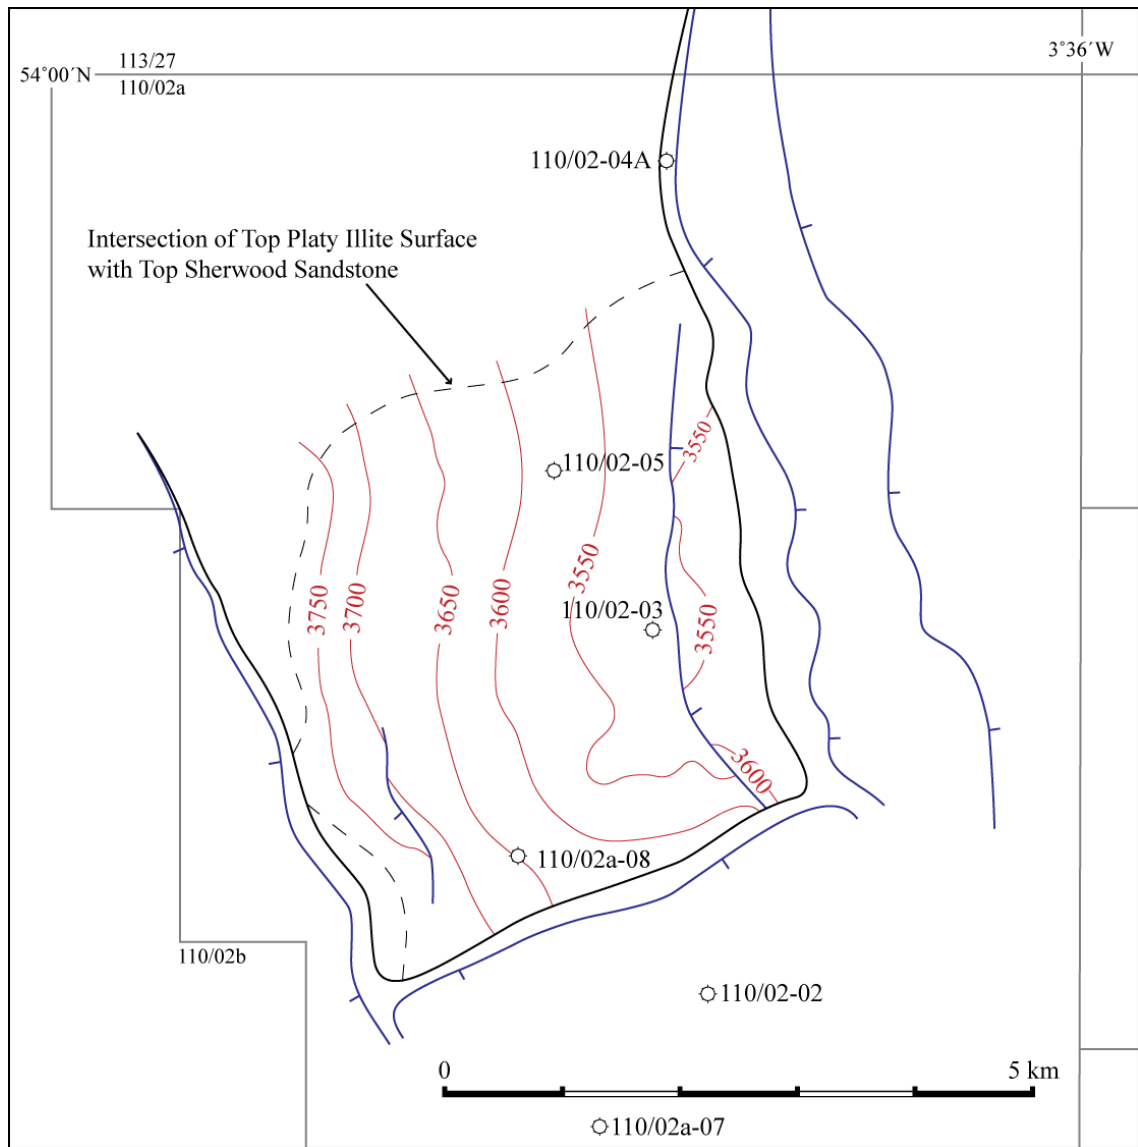 113/27
3˚36´W
54˚00´N
110/02a
110/02-04A
Intersection of Top Platy Illite Surface
with Top Sherwood Sandstone
3550
110/02-05
3550
3750
3700
3650
3600
110/02-03
3550
3600
110/02a-08
110/02b
110/02-02
0
5 km
110/02a-07